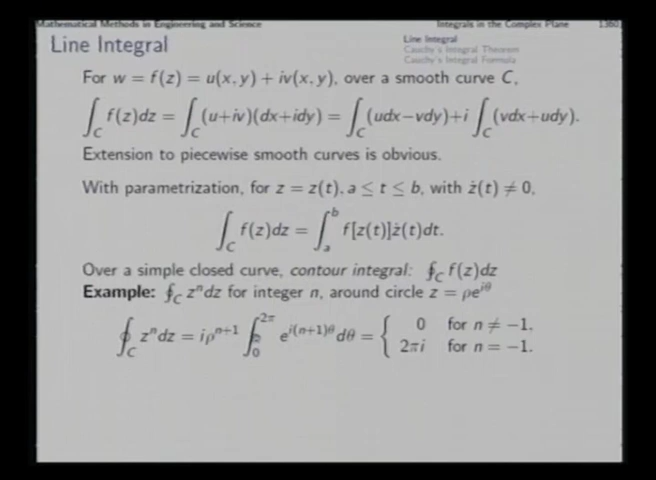 Mathematical Methods in Engineering and Science Integrals in the Complex Plane 1360,
Line Integral
Line Integral
Cauchy's Integral Theorem
Cauchy's Integral Formula
For w = f(z) = u(x, y) + iv(x, y), over a smooth curve C,
∫_C f(z)dz = ∫_C (u+iv)(dx+idy) = ∫_C (udx−vdy)+i ∫_C (vdx+udy).
Extension to piecewise smooth curves is obvious.
With parametrization, for z = z(t), a ≤ t ≤ b, with ż(t) ≠ 0,
∫_C f(z)dz = ∫_a^b f[z(t)]ż(t)dt.
Over a simple closed curve, contour integral: ∮_C f(z)dz
Example: ∮_C zⁿdz for integer n, around circle z = ρe^{iθ}
∮_C zⁿdz = iρ^{n+1} ∫_0^{2π} e^{i(n+1)θ} dθ = { 0 for n ≠ −1,
2πi for n = −1.